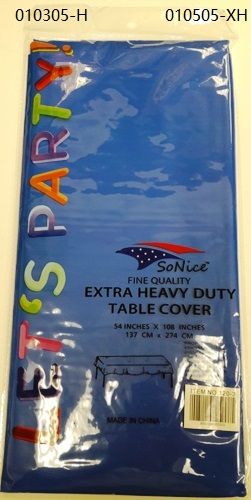 010305-H 010505-XH
LET'S PARTY!
SoNice
FINE QUALITY
EXTRA HEAVY DUTY
TABLE COVER
54 INCHES X 108 INCHES
137 CM x 274 CM
MADE IN CHINA